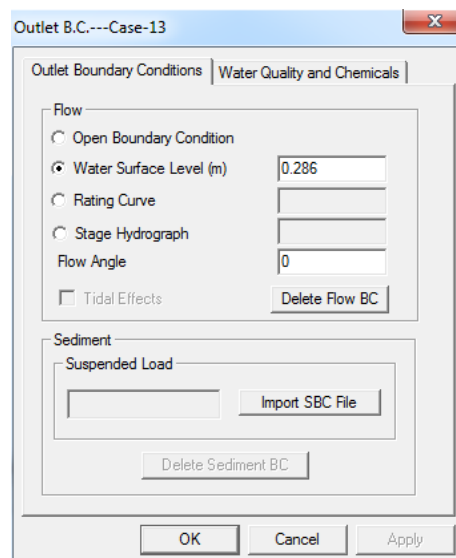 Outlet B.C.---Case-13
Outlet Boundary Conditions
Water Quality and Chemicals
Flow
Open Boundary Condition
Water Surface Level (m) 0.286
Rating Curve
Stage Hydrograph
Flow Angle 0
Tidal Effects Delete Flow BC
Sediment
Suspended Load
Import SBC File
Delete Sediment BC
OK Cancel Apply